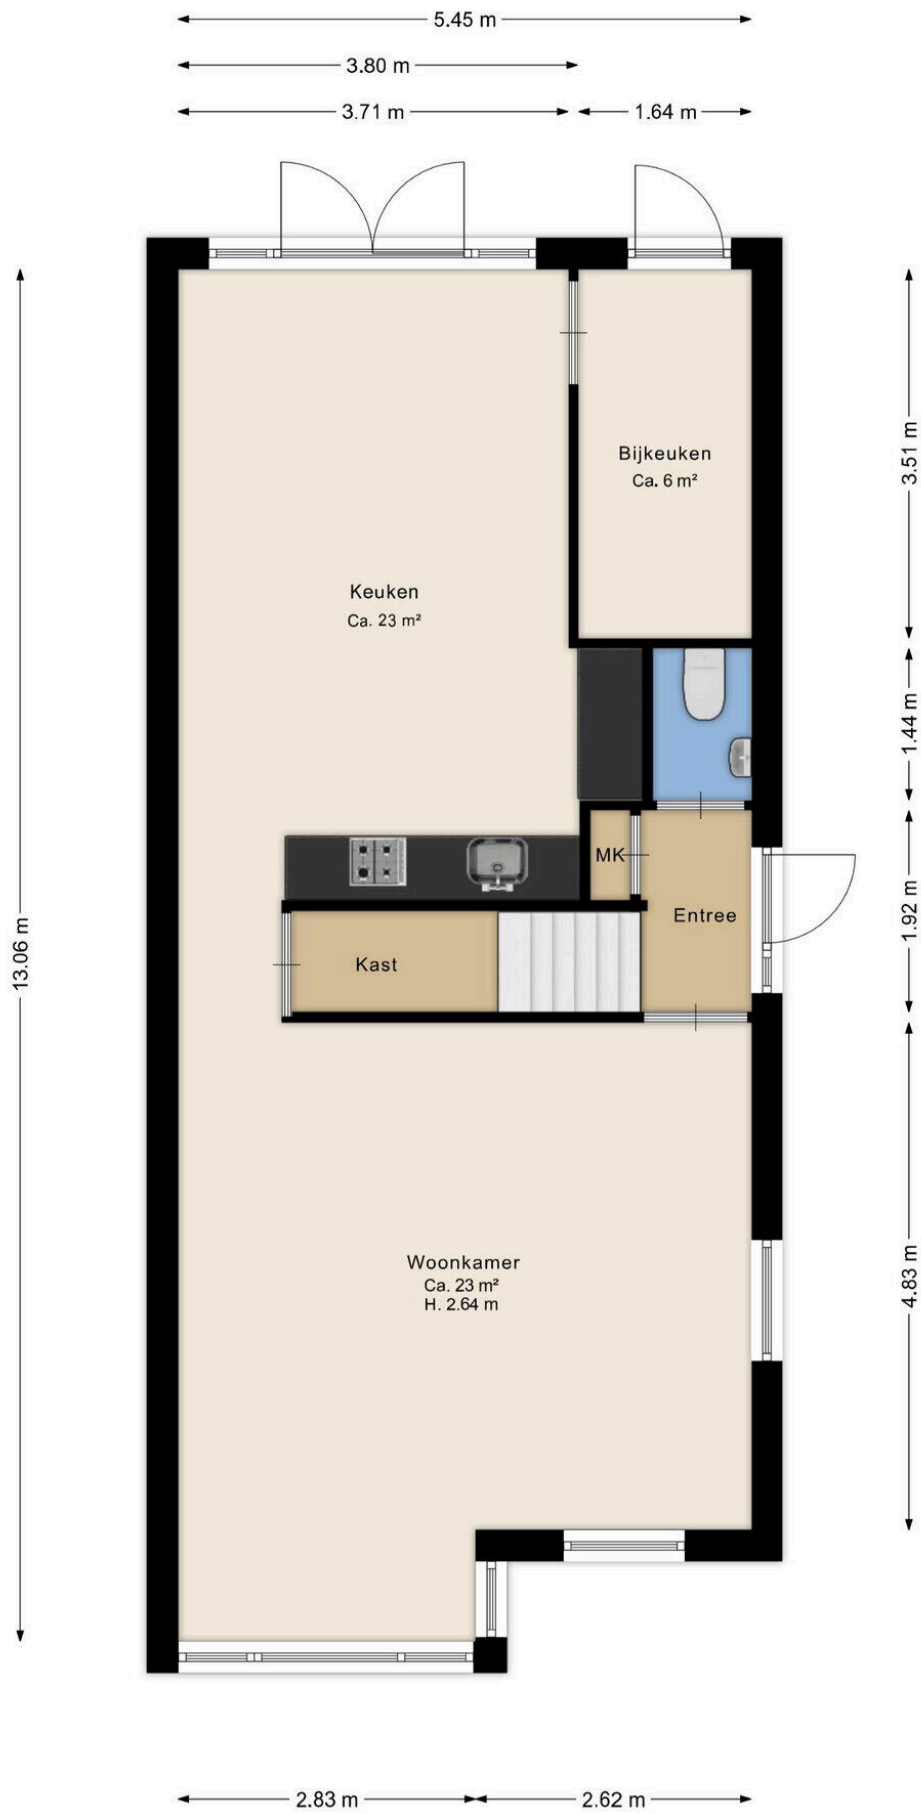 5.45 m
3.80 m
3.71 m
1.64 m
Bijkeuken
Ca. 6 m²
3.51 m
Keuken
Ca. 23 m²
1.44 m
MK
Entree
1.92 m
13.06 m
Kast
Woonkamer
Ca. 23 m²
H. 2.64 m
4.83 m
2.83 m
2.62 m